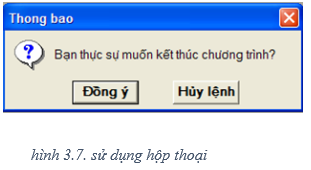 Thong bao
Bạn thực sự muốn kết thúc chương trình?
Đồng ý
Hủy lệnh
hình 3.7. sử dụng hộp thoại